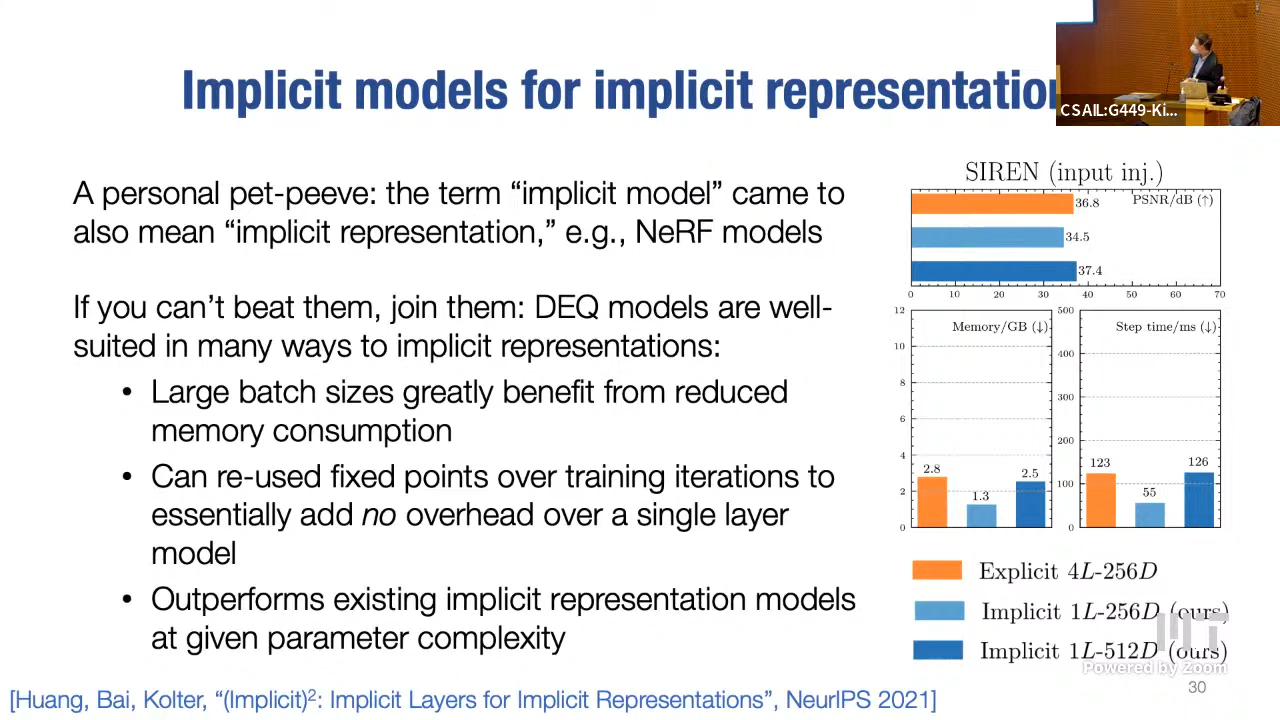 Implicit models for implicit representation
CSAIL:G449-Ki...
A personal pet-peeve: the term “implicit model” came to
also mean “implicit representation,” e.g., NeRF models
If you can’t beat them, join them: DEQ models are well-
suited in many ways to implicit representations:
• Large batch sizes greatly benefit from reduced
memory consumption
• Can re-used fixed points over training iterations to
essentially add no overhead over a single layer
model
• Outperforms existing implicit representation models
at given parameter complexity
SIREN (input inj.)
PSNR/dB (↑)
36.8
34.5
37.4
0 10 20 30 40 50 60 70
Memory/GB (↓)
12
10
8
6
4
2
0
2.8
1.3
2.5
Step time/ms (↓)
500
400
300
200
100
0
123
55
126
Explicit 4L-256D
Implicit 1L-256D (ours)
Implicit 1L-512D (ours)
MIT
Powered by Zoom
[Huang, Bai, Kolter, “(Implicit)²: Implicit Layers for Implicit Representations”, NeurIPS 2021]
30